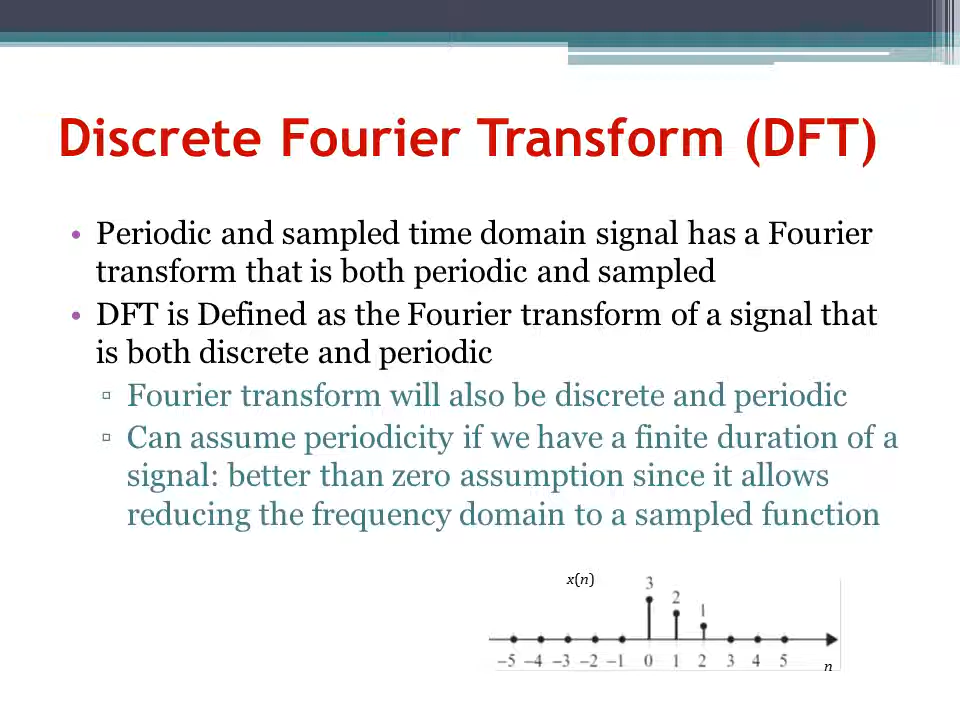 Discrete Fourier Transform (DFT)
• Periodic and sampled time domain signal has a Fourier
transform that is both periodic and sampled
• DFT is Defined as the Fourier transform of a signal that
is both discrete and periodic
▫ Fourier transform will also be discrete and periodic
▫ Can assume periodicity if we have a finite duration of a
signal: better than zero assumption since it allows
reducing the frequency domain to a sampled function
x(n)
3
2
1
−5 −4 −3 −2 −1 0 1 2 3 4 5
n